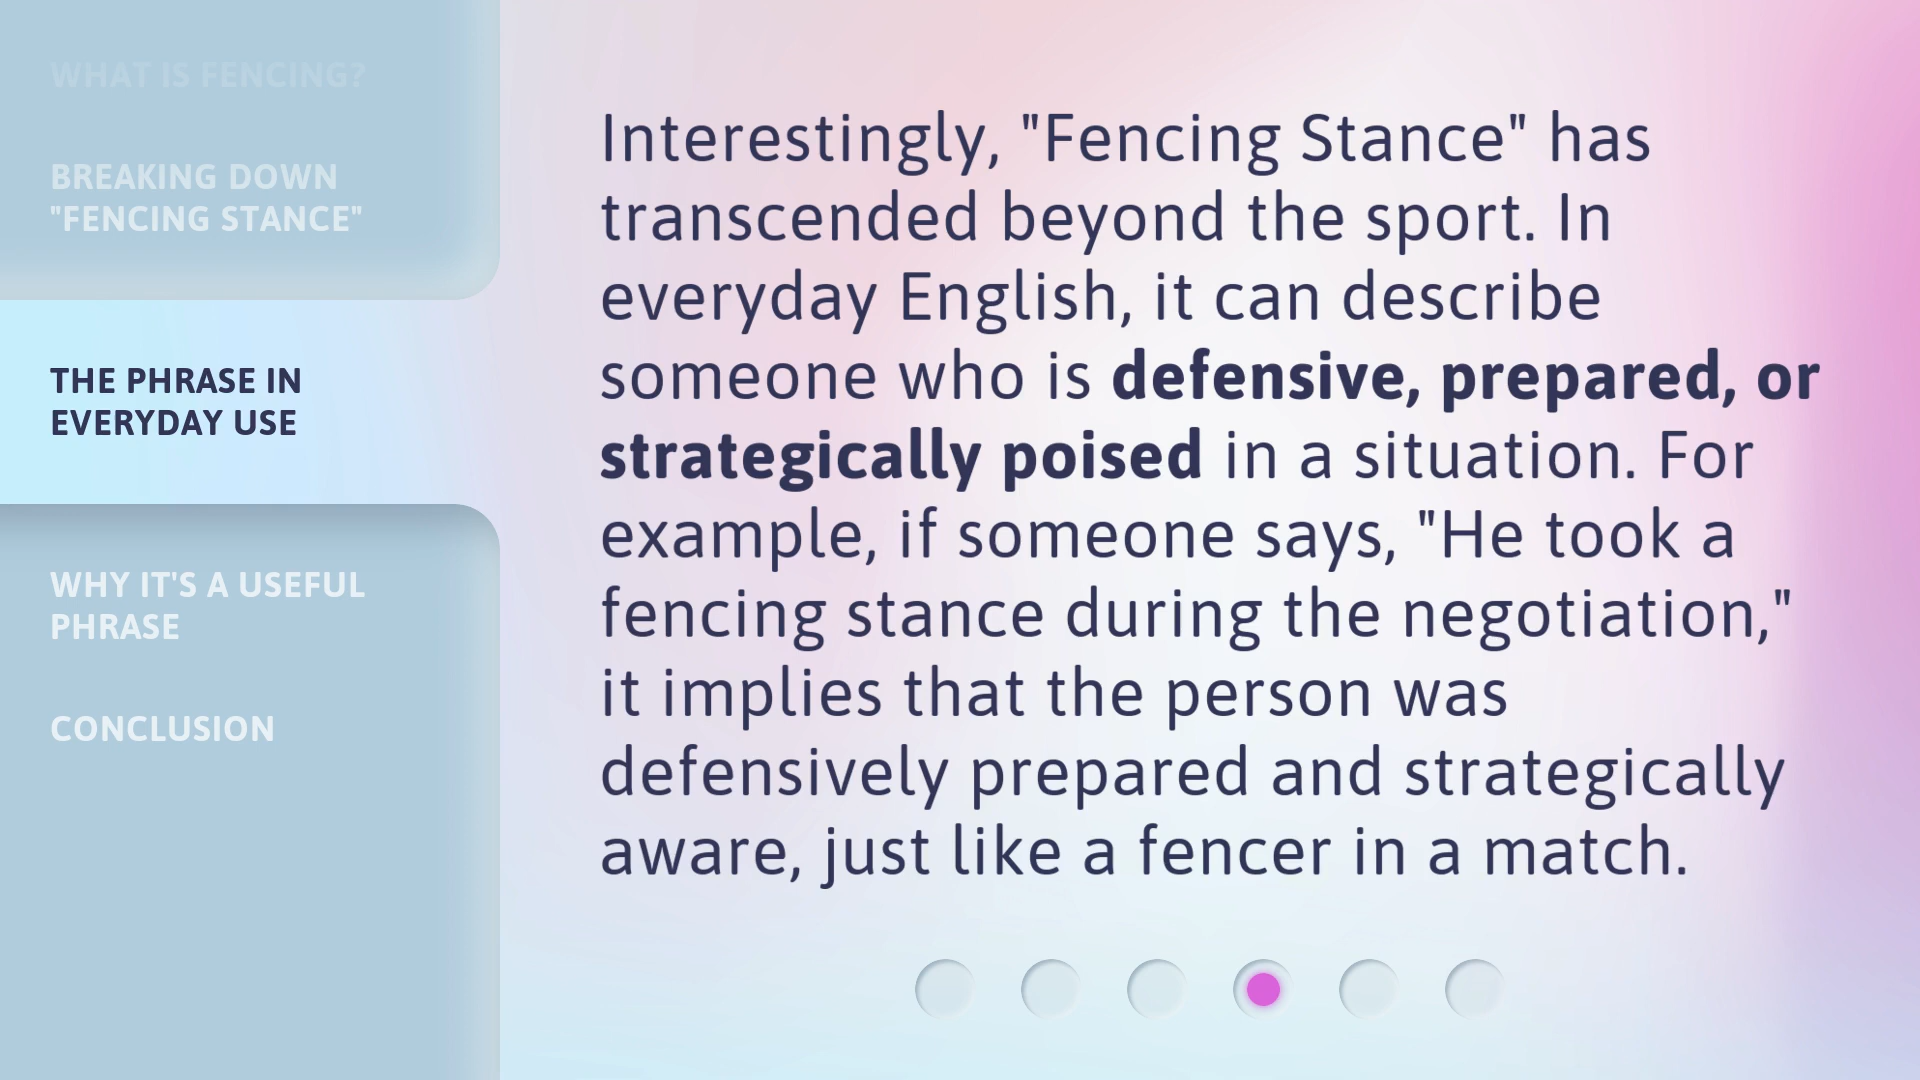 WHAT IS FENCING?
BREAKING DOWN
"FENCING STANCE"
THE PHRASE IN
EVERYDAY USE
WHY IT'S A USEFUL
PHRASE
CONCLUSION
Interestingly, "Fencing Stance" has
transcended beyond the sport. In
everyday English, it can describe
someone who is defensive, prepared, or
strategically poised in a situation. For
example, if someone says, "He took a
fencing stance during the negotiation,"
it implies that the person was
defensively prepared and strategically
aware, just like a fencer in a match.